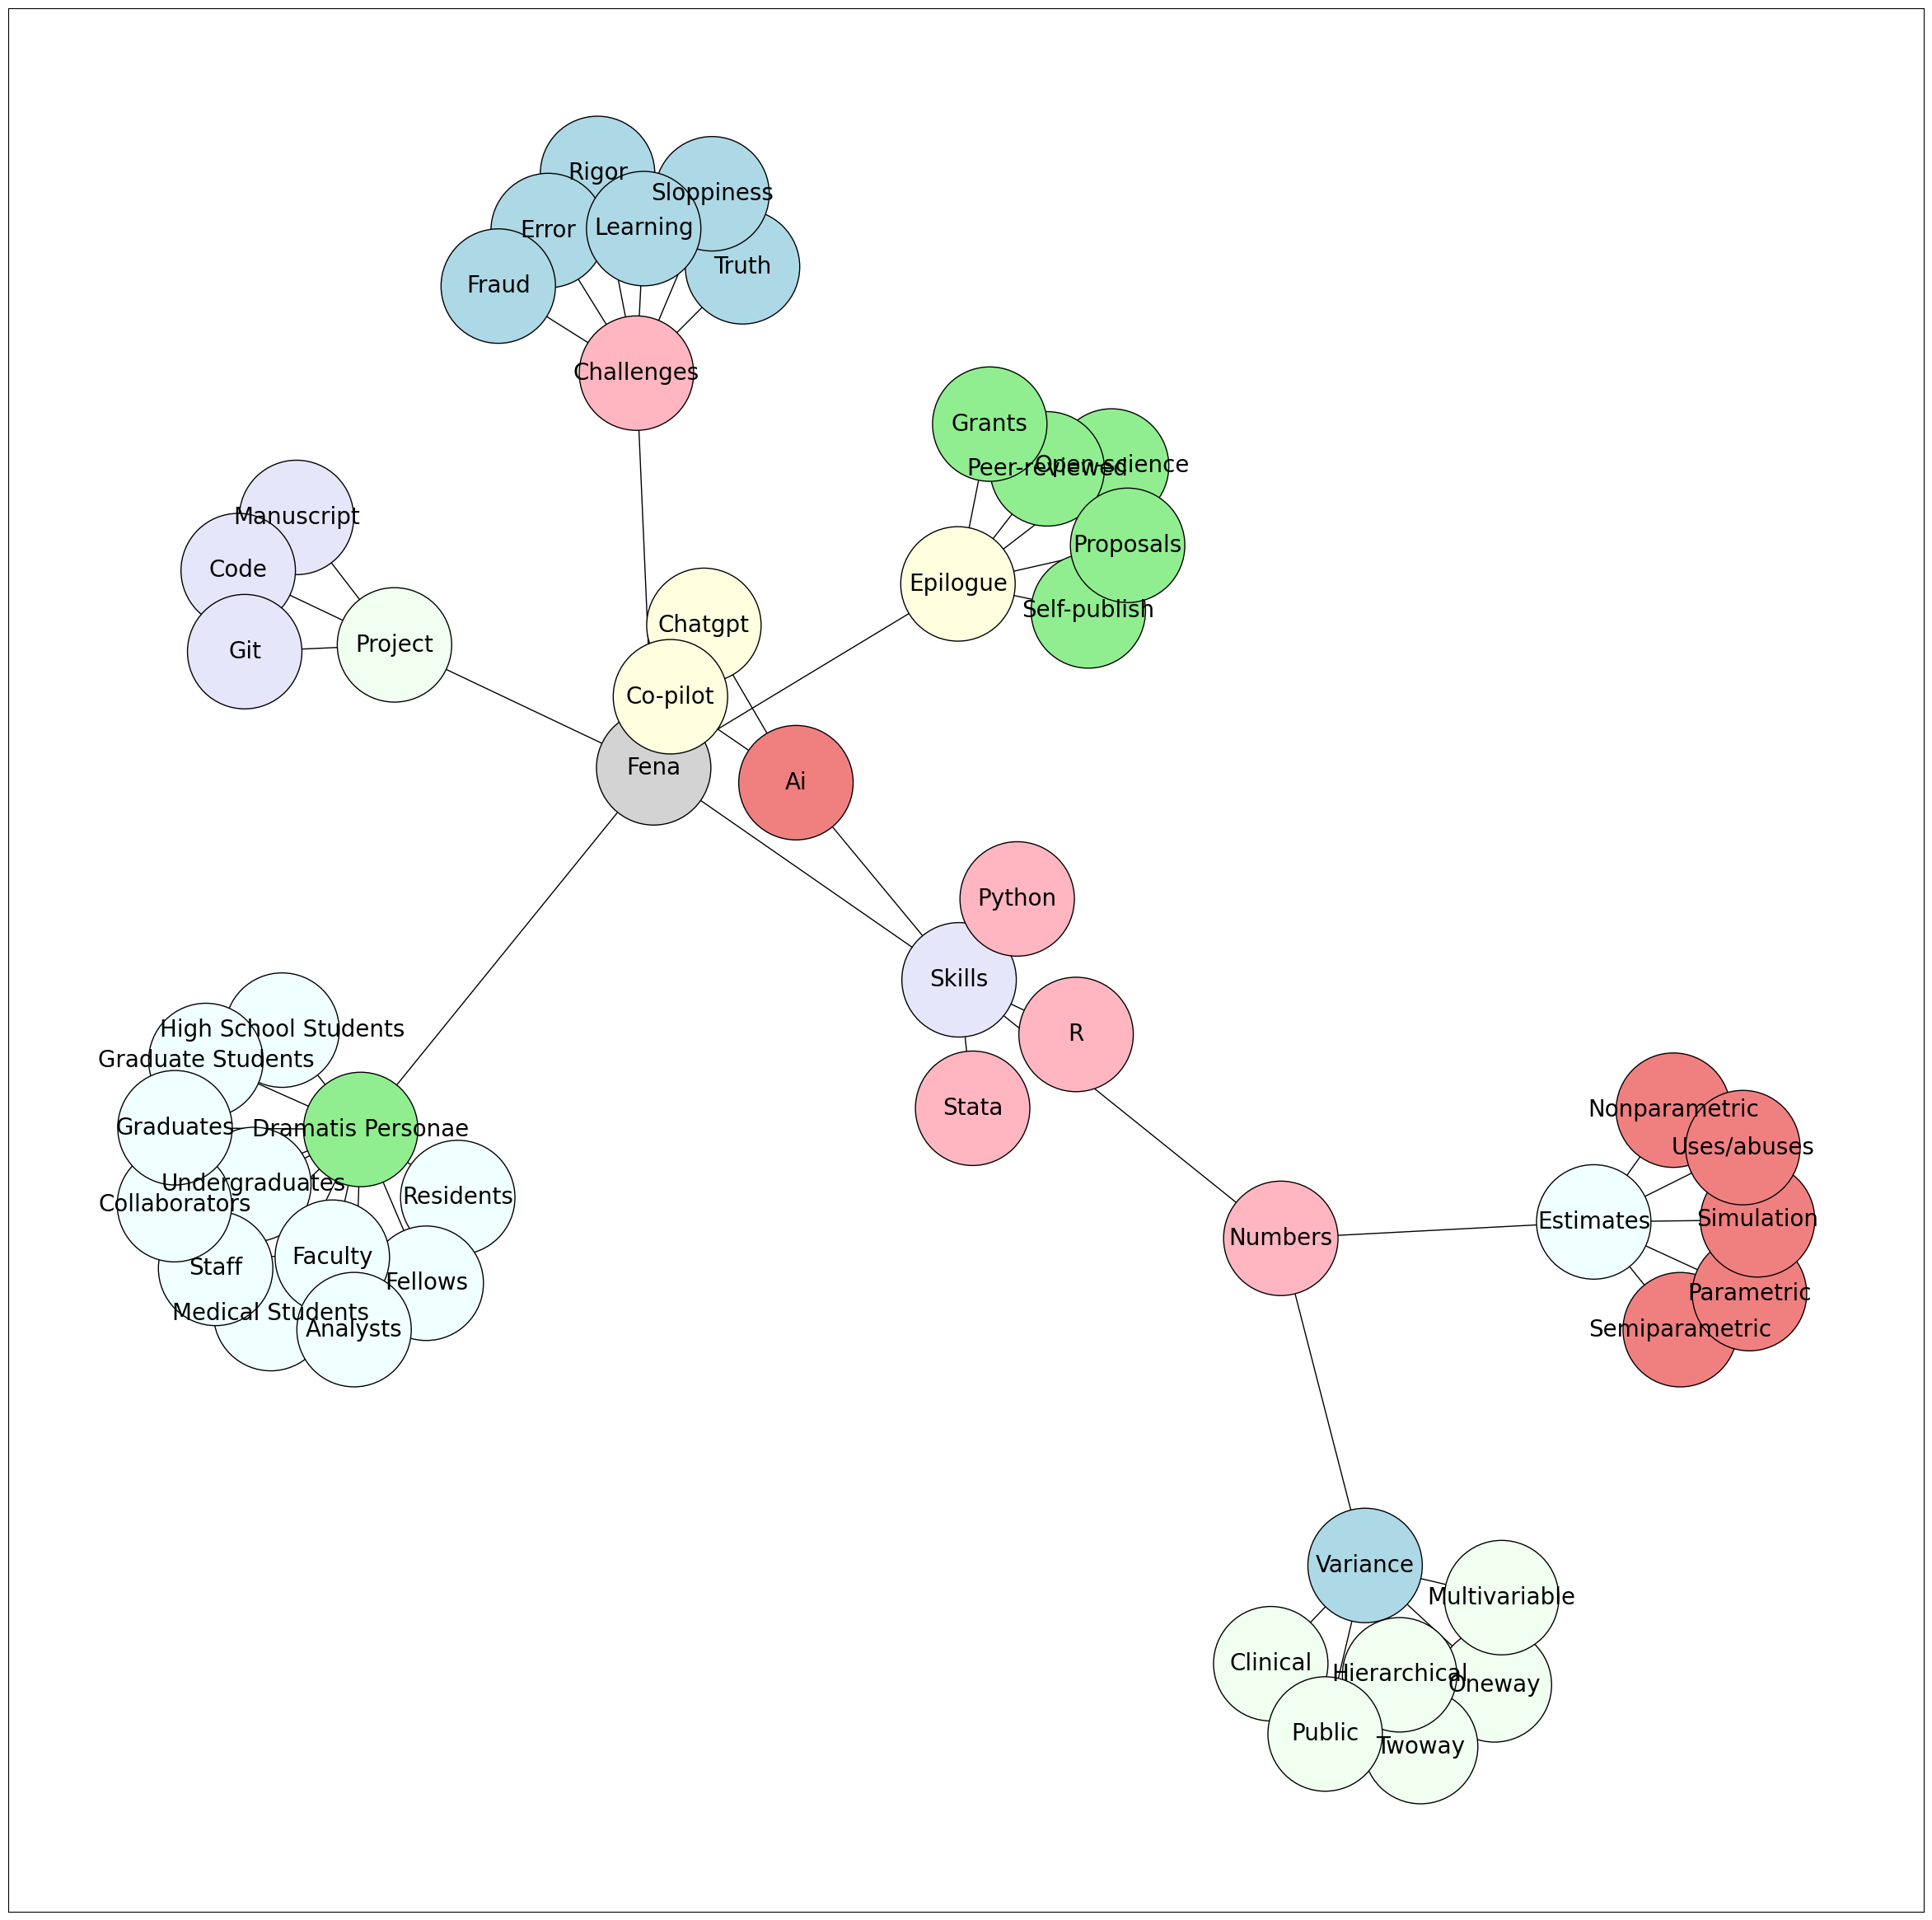 Rigor
Sloppiness
Error
Learning
Truth
Fraud
Challenges
Grants
Peer-reviewed
Open-science
Manuscript
Proposals
Code
Epilogue
Self-publish
Chatgpt
Project
Git
Co-pilot
Fena
Ai
Python
Skills
R
High School Students
Graduate Students
Stata
Nonparametric
Graduates
Dramatis Personae
Uses/abuses
Undergraduates
Residents
Collaborators
Estimates
Simulation
Numbers
Faculty
Staff
Fellows
Parametric
Medical Students
Analysts
Semiparametric
Variance
Multivariable
Clinical
Hierarchical
Oneway
Public
Twoway